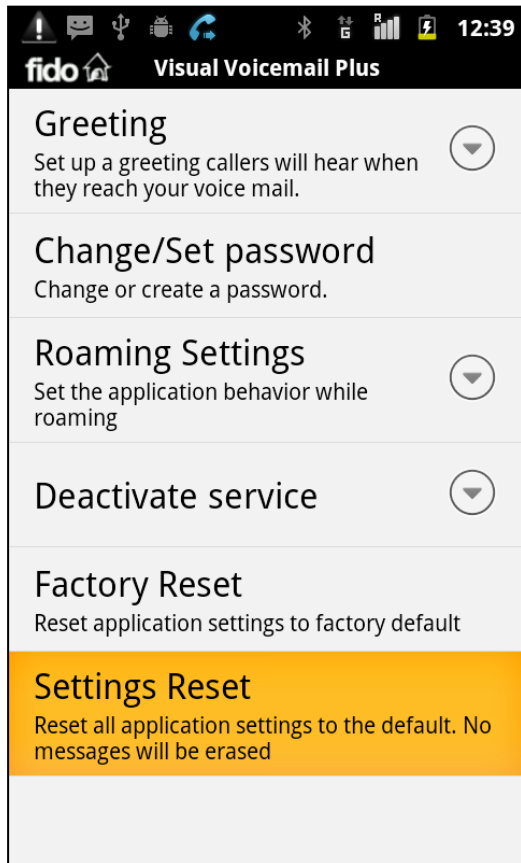 R
G
12:39
fido
Visual Voicemail Plus
Greeting
Set up a greeting callers will hear when
they reach your voice mail.
Change/Set password
Change or create a password.
Roaming Settings
Set the application behavior while
roaming
Deactivate service
Factory Reset
Reset application settings to factory default
Settings Reset
Reset all application settings to the default. No
messages will be erased